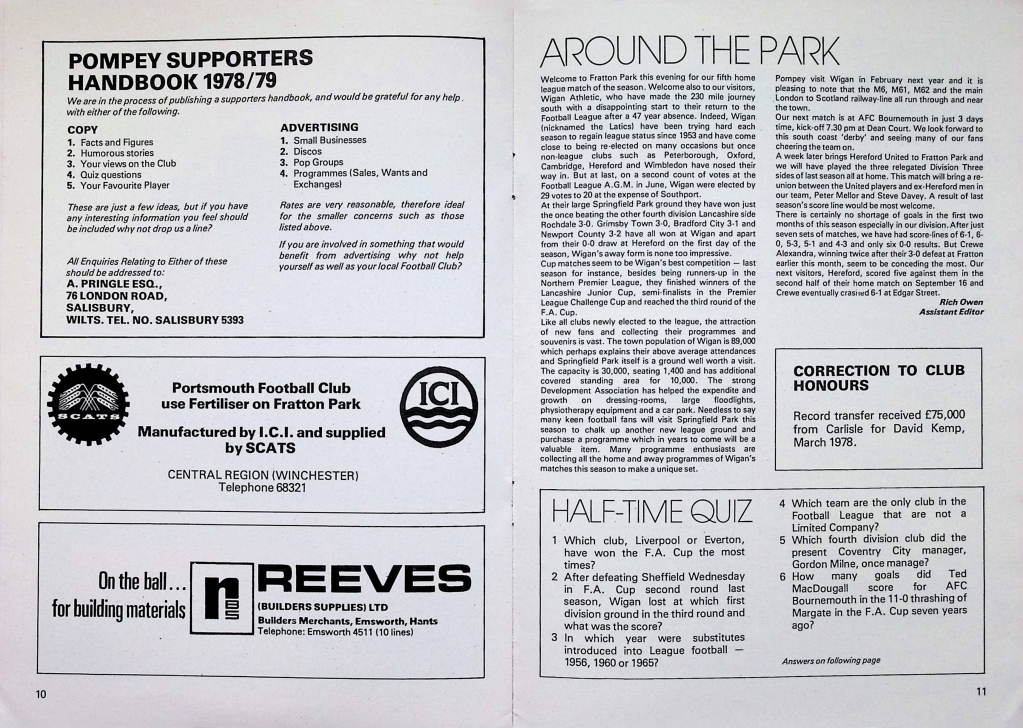 POMPEY SUPPORTERS
HANDBOOK 1978/79
We are in the process of publishing a supporters handbook, and would be grateful for any help
with either of the following.
COPY
1. Facts and Figures
2. Humorous stories
3. Your views on the Club
4. Quiz questions
5. Your Favourite Player
These are just a few ideas, but if you have
any interesting information you feel should
be included why not drop us a line?
All Enquiries Relating to Either of these
should be addressed to:
A. PRINGLE ESQ.,
76 LONDON ROAD,
SALISBURY,
WILTS. TEL. NO. SALISBURY 5393
ADVERTISING
1. Small Businesses
2. Discos
3. Pop Groups
4. Programmes (Sales, Wants and
Exchanges)
Rates are very reasonable, therefore ideal
for the smaller concerns such as those
listed above.
If you are involved in something that would
benefit from advertising why not help
yourself as well as your local Football Club?
SCATS
Portsmouth Football Club
use Fertiliser on Fratton Park
Manufactured by I.C.I. and supplied
by SCATS
CENTRAL REGION (WINCHESTER)
Telephone 68321
ICI
On the ball...
for building materials
n
BS
REEVES
(BUILDERS SUPPLIES) LTD
Builders Merchants, Emsworth, Hants
Telephone: Emsworth 4511 (10 lines)
10
AROUND THE PARK
Welcome to Fratton Park this evening for our fifth home
league match of the season. Welcome also to our visitors,
Wigan Athletic, who have made the 230 mile journey
south with a disappointing start to their return to the
Football League after a 47 year absence. Indeed, Wigan
(nicknamed the Latics) have been trying hard each
season to regain league status since 1953 and have come
close to being re-elected on many occasions but once
non-league clubs such as Peterborough, Oxford,
Cambridge, Hereford and Wimbledon have nosed their
way in. But at last, on a second count of votes at the
Football League A.G.M. in June, Wigan were elected by
29 votes to 20 at the expense of Southport.
At their large Springfield Park ground they have won just
the once beating the other fourth division Lancashire side
Rochdale 3-0. Grimsby Town 3-0, Bradford City 3-1 and
Newport County 3-2 have all won at Wigan and apart
from their 0-0 draw at Hereford on the first day of the
season, Wigan's away form is none too impressive.
Cup matches seem to be Wigan's best competition — last
season for instance, besides being runners-up in the
Northern Premier League, they finished winners of the
Lancashire Junior Cup, semi-finalists in the Premier
League Challenge Cup and reached the third round of the
F.A. Cup.
Like all clubs newly elected to the league, the attraction
of new fans and collecting their programmes and
souvenirs is vast. The town population of Wigan is 89,000
which perhaps explains their above average attendances
and Springfield Park itself is a ground well worth a visit.
The capacity is 30,000, seating 1,400 and has additional
covered standing area for 10,000. The strong
Development Association has helped the expendite and
growth on dressing-rooms, large floodlights,
physiotherapy equipment and a car park. Needless to say
many keen football fans will visit Springfield Park this
season to chalk up another new league ground and
purchase a programme which in years to come will be a
valuable item. Many programme enthusiasts are
collecting all the home and away programmes of Wigan's
matches this season to make a unique set.
Pompey visit Wigan in February next year and it is
pleasing to note that the M6, M61, M62 and the main
London to Scotland railway-line all run through and near
the town.
Our next match is at AFC Bournemouth in just 3 days
time, kick-off 7.30 pm at Dean Court. We look forward to
this south coast 'derby' and seeing many of our fans
cheering the team on.
A week later brings Hereford United to Fratton Park and
we will have played the three relegated Division Three
sides of last season all at home. This match will bring a re-
union between the United players and ex-Hereford men in
our team, Peter Mellor and Steve Davey. A result of last
season's score line would be most welcome.
There is certainly no shortage of goals in the first two
months of this season especially in our division. After just
seven sets of matches, we have had score-lines of 6-1, 6-
0, 5-3, 5-1 and 4-3 and only six 0-0 results. But Crewe
Alexandra, winning twice after their 3-0 defeat at Fratton
earlier this month, seem to be conceding the most. Our
next visitors, Hereford, scored five against them in the
second half of their home match on September 16 and
Crewe eventually crashed 6-1 at Edgar Street.
Rich Owen
Assistant Editor
CORRECTION TO CLUB
HONOURS
Record transfer received £75,000
from Carlisle for David Kemp,
March 1978.
HALF-TIME QUIZ
1 Which club, Liverpool or Everton,
have won the F.A. Cup the most
times?
2 After defeating Sheffield Wednesday
in F.A. Cup second round last
season, Wigan lost at which first
division ground in the third round and
what was the score?
3 In which year were substitutes
introduced into League football —
1956, 1960 or 1965?
4 Which team are the only club in the
Football League that are not a
Limited Company?
5 Which fourth division club did the
present Coventry City manager,
Gordon Milne, once manage?
6 How many goals did Ted
MacDougall score for AFC
Bournemouth in the 11-0 thrashing of
Margate in the F.A. Cup seven years
ago?
Answers on following page
11